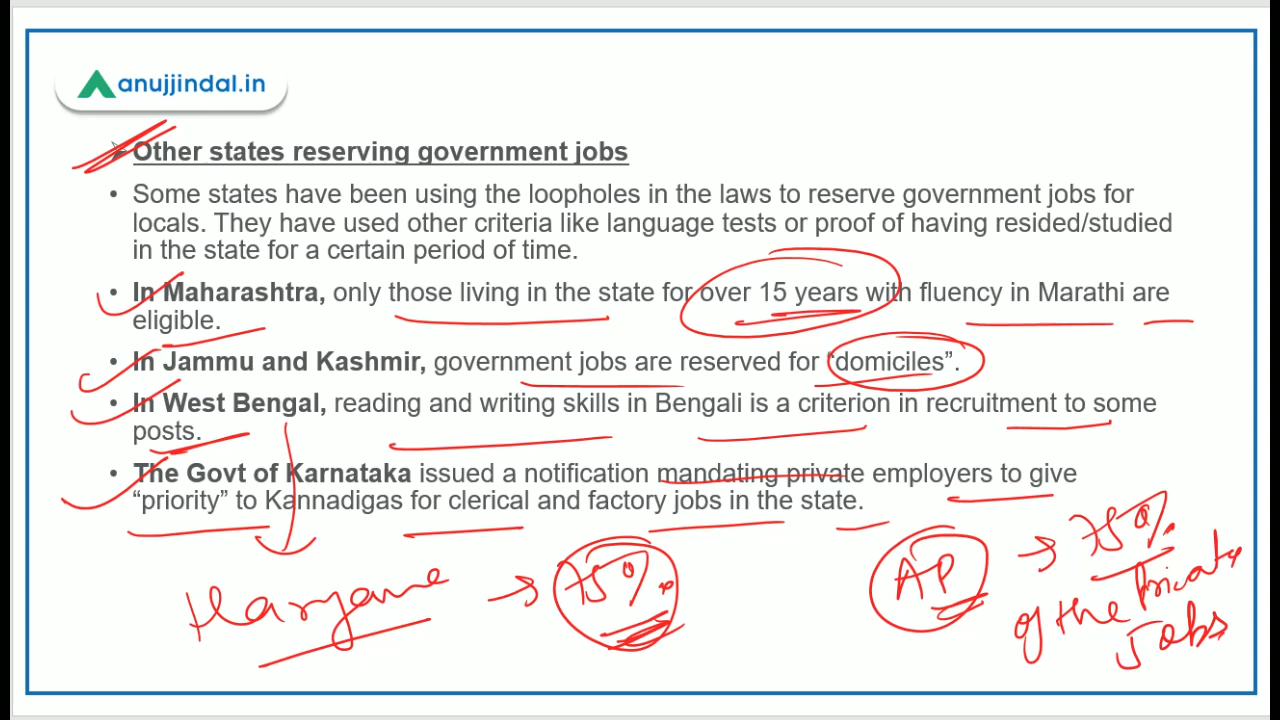 anujjindal.in
➤ Other states reserving government jobs
• Some states have been using the loopholes in the laws to reserve government jobs for
locals. They have used other criteria like language tests or proof of having resided/studied
in the state for a certain period of time.
• In Maharashtra, only those living in the state for over 15 years with fluency in Marathi are
eligible.
• In Jammu and Kashmir, government jobs are reserved for “domiciles”.
• In West Bengal, reading and writing skills in Bengali is a criterion in recruitment to some
posts.
• The Govt of Karnataka issued a notification mandating private employers to give
“priority” to Kannadigas for clerical and factory jobs in the state.
Haryana → 75%
AP → 75%
of the Private
Jobs